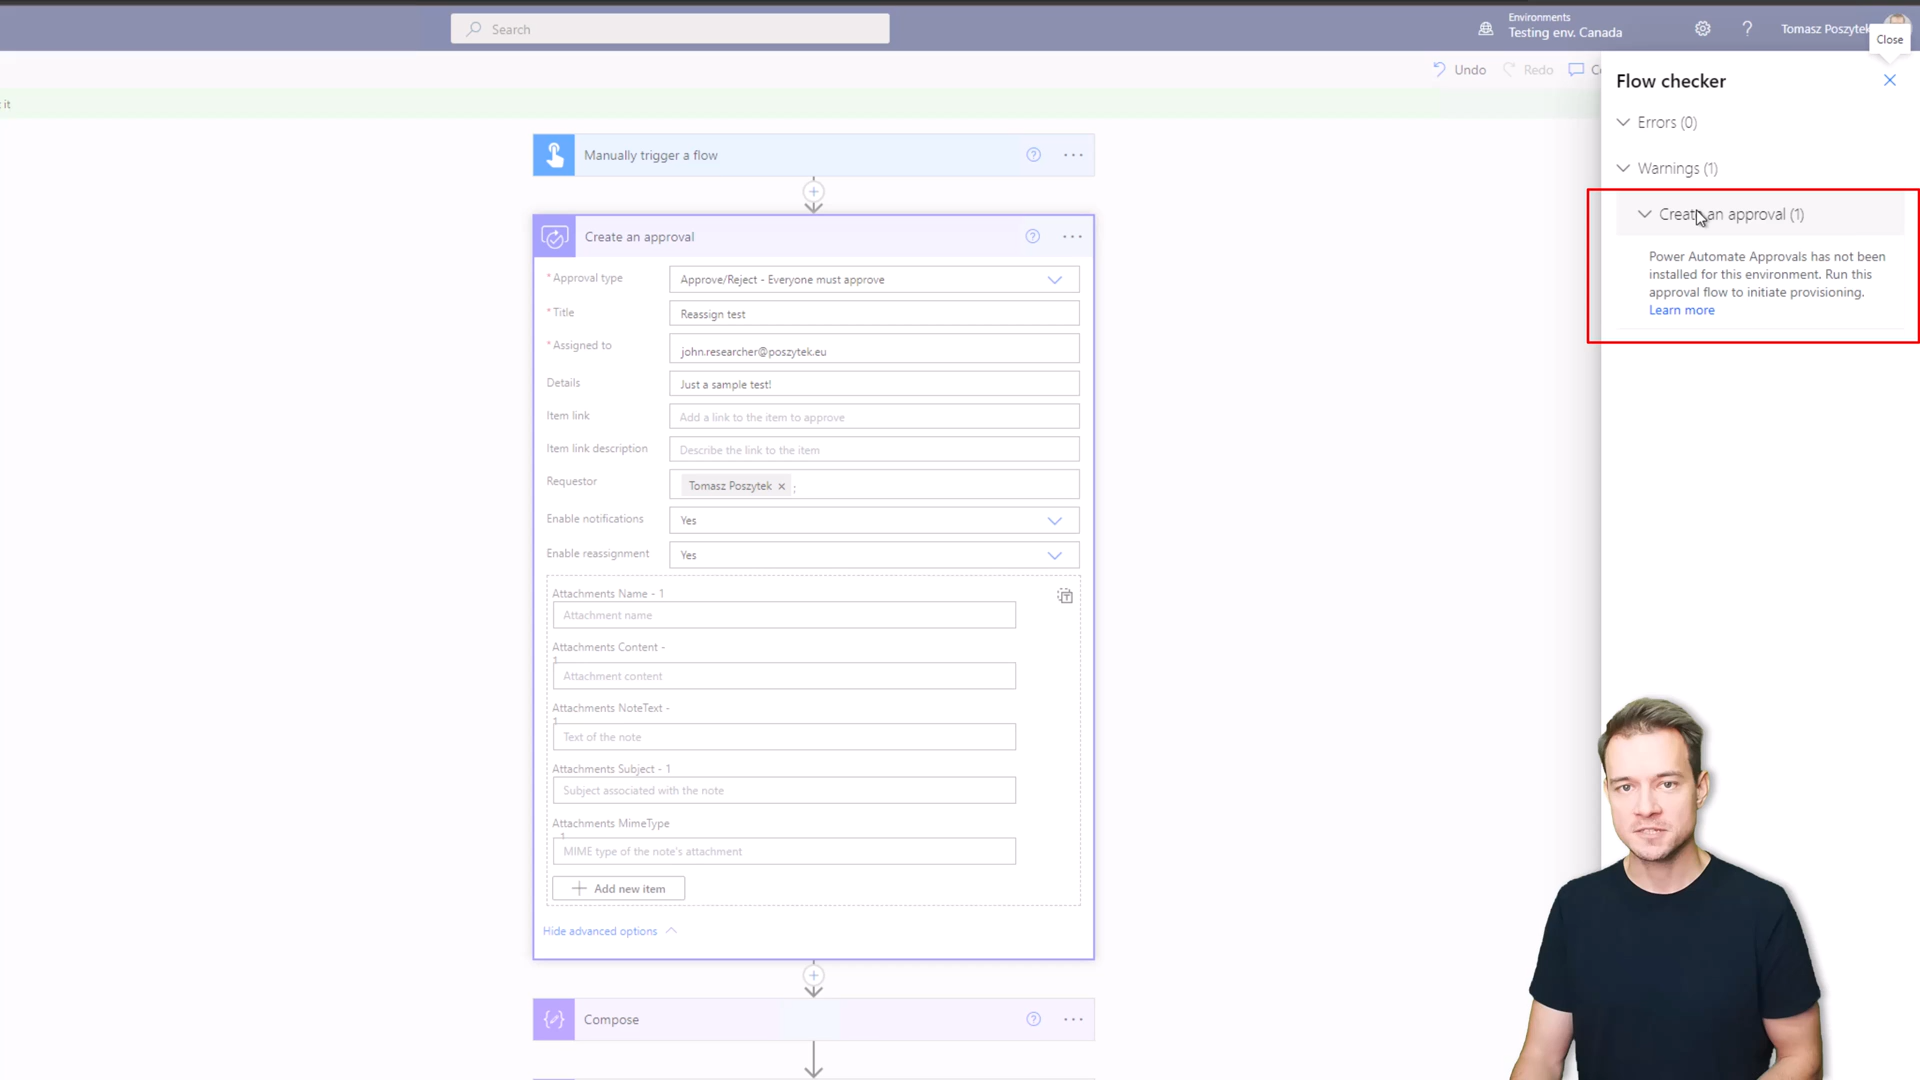 Search
Environments
Testing env. Canada
?
Tomasz Poszytek
Close
Undo
Redo
it
Flow checker
Errors (0)
Warnings (1)
Create an approval (1)
Power Automate Approvals has not been
installed for this environment. Run this
approval flow to initiate provisioning.
Learn more
Manually trigger a flow
Create an approval
* Approval type
Approve/Reject - Everyone must approve
* Title
Reassign test
* Assigned to
john.researcher@poszytek.eu
Details
Just a sample test!
Item link
Add a link to the item to approve
Item link description
Describe the link to the item
Requestor
Tomasz Poszytek × ;
Enable notifications
Yes
Enable reassignment
Yes
Attachments Name - 1
Attachment name
Attachments Content -
1
Attachment content
Attachments NoteText -
1
Text of the note
Attachments Subject - 1
Subject associated with the note
Attachments MimeType
- 1
MIME type of the note's attachment
Add new item
Hide advanced options
Compose